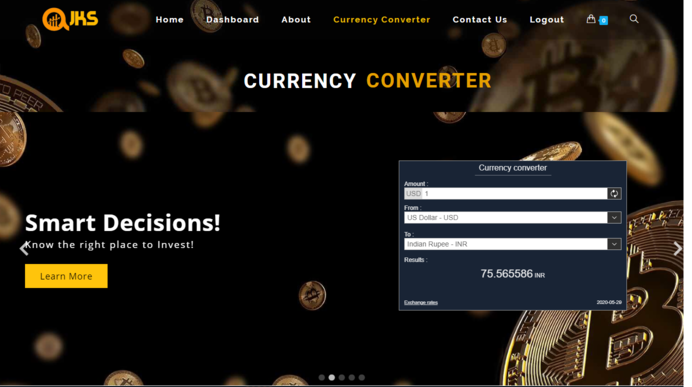 JKS
Home Dashboard About Currency Converter Contact Us Logout 0
CURRENCY CONVERTER
Smart Decisions!
Know the right place to Invest!
Learn More
Currency converter
Amount :
USD 1
From :
US Dollar - USD
To :
Indian Rupee - INR
Results :
75.565586 INR
Exchange rates 2020-05-29